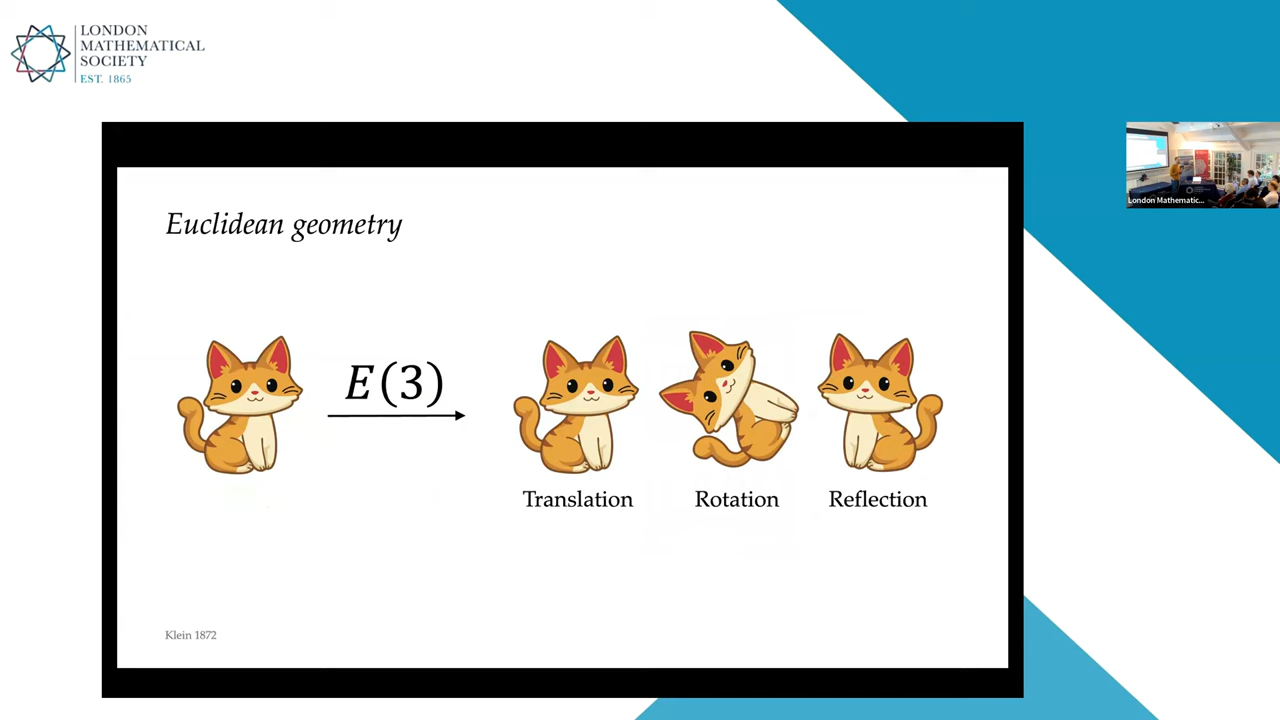 LONDON
MATHEMATICAL
SOCIETY
EST. 1865
London Mathematic...
Euclidean geometry
E(3)
Translation
Rotation
Reflection
Klein 1872